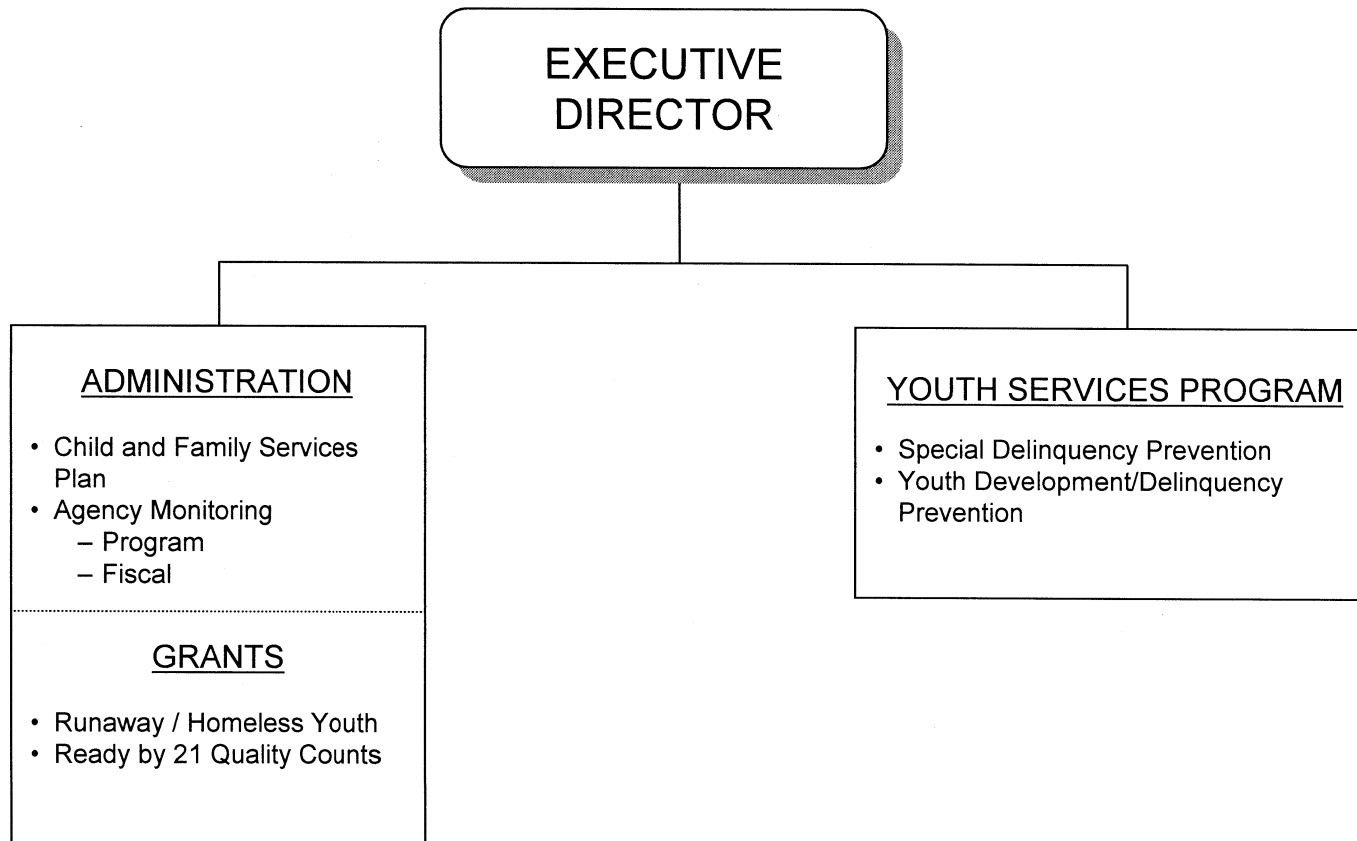 EXECUTIVE
DIRECTOR
ADMINISTRATION
• Child and Family Services
Plan
• Agency Monitoring
– Program
– Fiscal
GRANTS
• Runaway / Homeless Youth
• Ready by 21 Quality Counts
YOUTH SERVICES PROGRAM
• Special Delinquency Prevention
• Youth Development/Delinquency
Prevention